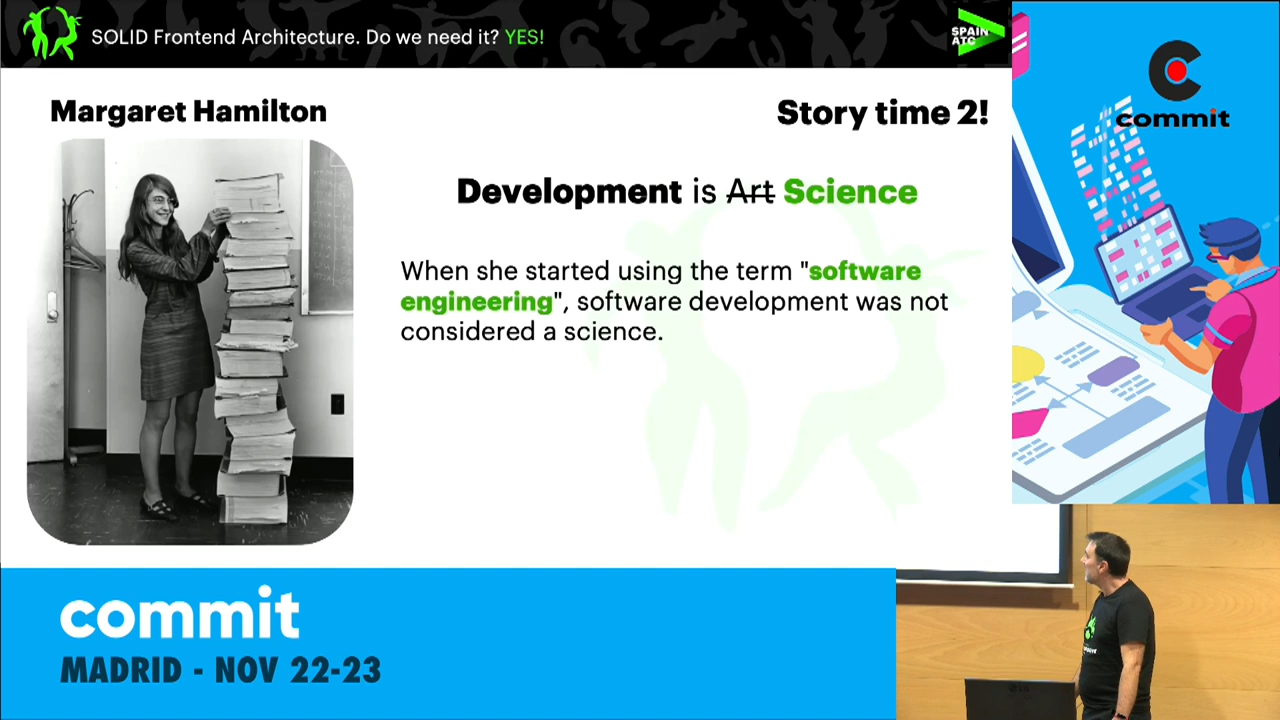 SOLID Frontend Architecture. Do we need it? YES!
SPAIN
ATC
Margaret Hamilton
Story time 2!
Development is Art Science
When she started using the term "software
engineering", software development was not
considered a science.
commit
commit
MADRID - NOV 22-23